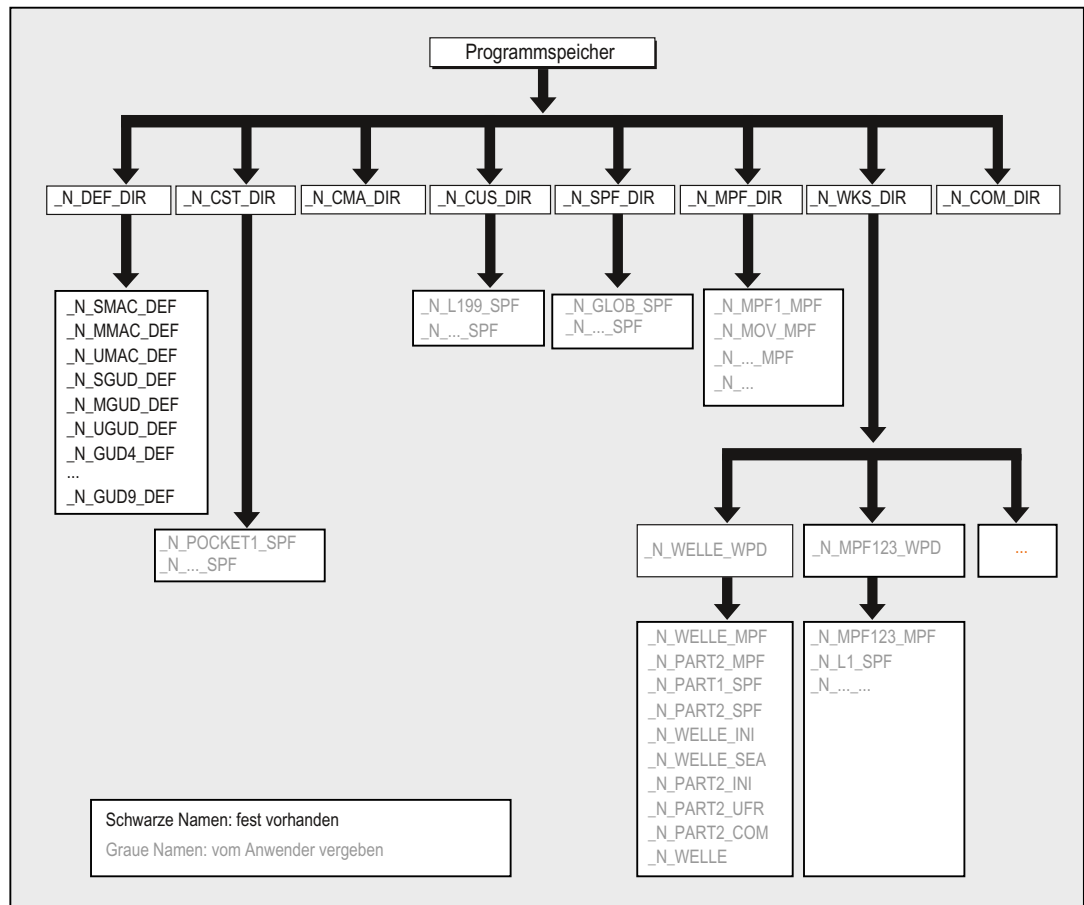 Programmspeicher
_N_DEF_DIR
_N_CST_DIR
_N_CMA_DIR
_N_CUS_DIR
_N_SPF_DIR
_N_MPF_DIR
_N_WKS_DIR
_N_COM_DIR
_N_SMAC_DEF
_N_MMAC_DEF
_N_UMAC_DEF
_N_SGUD_DEF
_N_MGUD_DEF
_N_UGUD_DEF
_N_GUD4_DEF
...
_N_GUD9_DEF
_N_L199_SPF
_N_..._SPF
_N_GLOB_SPF
_N_..._SPF
_N_MPF1_MPF
_N_MOV_MPF
_N_..._MPF
_N_...
_N_POCKET1_SPF
_N_..._SPF
_N_WELLE_WPD
_N_MPF123_WPD
...
_N_WELLE_MPF
_N_PART2_MPF
_N_PART1_SPF
_N_PART2_SPF
_N_WELLE_INI
_N_WELLE_SEA
_N_PART2_INI
_N_PART2_UFR
_N_PART2_COM
_N_WELLE
_N_MPF123_MPF
_N_L1_SPF
_N_..._...
Schwarze Namen: fest vorhanden
Graue Namen: vom Anwender vergeben